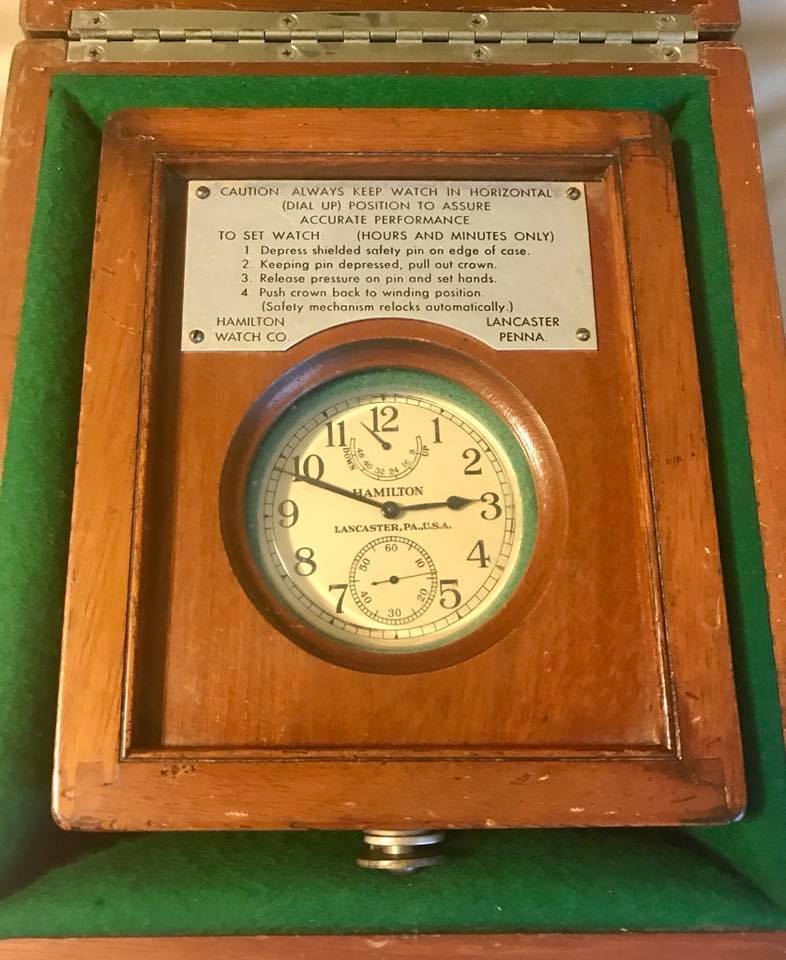 CAUTION ALWAYS KEEP WATCH IN HORIZONTAL
(DIAL UP) POSITION TO ASSURE
ACCURATE PERFORMANCE
TO SET WATCH (HOURS AND MINUTES ONLY)
1. Depress shielded safety pin on edge of case.
2. Keeping pin depressed, pull out crown.
3. Release pressure on pin and set hands.
4. Push crown back to winding position.
(Safety mechanism relocks automatically.)
HAMILTON LANCASTER
WATCH CO. PENNA.
12
11 1
DOWN 48 40 32 24 16 8 UP
10 2
HAMILTON
9 3
LANCASTER, PA., U.S.A.
8 4
7 5
60
50 10
40 20
30